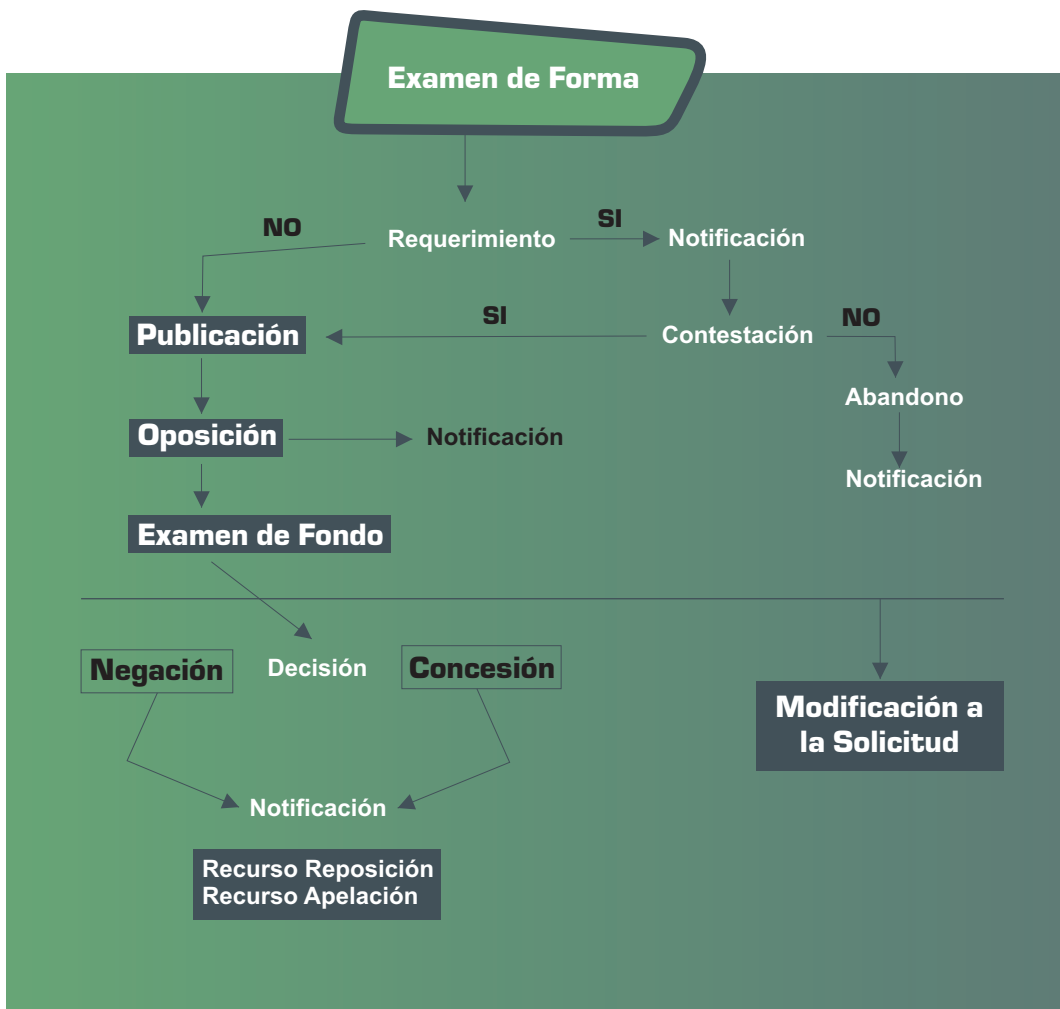 Examen de Forma
NO
SI
Requerimiento
Notificación
Publicación
SI
Contestación
NO
Abandono
Oposición
Notificación
Notificación
Examen de Fondo
Negación
Decisión
Concesión
Modificación a
la Solicitud
Notificación
Recurso Reposición
Recurso Apelación